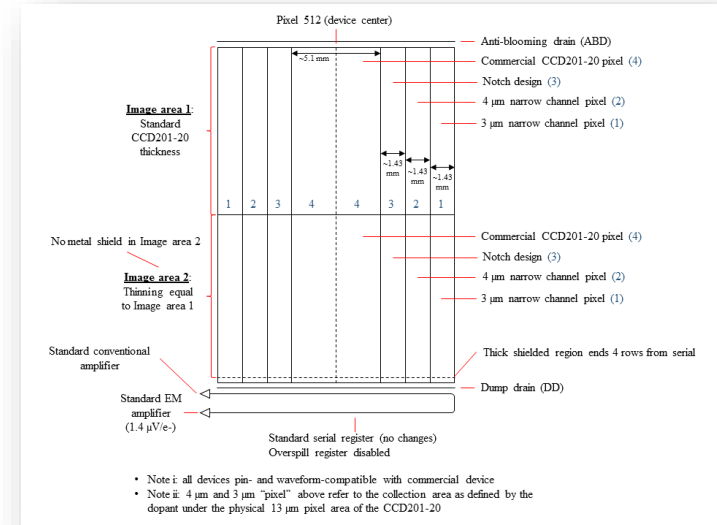 Pixel 512 (device center)
Anti-blooming drain (ABD)
~5.1 mm
Commercial CCD201-20 pixel (4)
Notch design (3)
Image area 1:
Standard
CCD201-20
thickness
4 μm narrow channel pixel (2)
3 μm narrow channel pixel (1)
~1.43
mm
~1.43
mm
~1.43
mm
1 2 3 4 4 3 2 1
Commercial CCD201-20 pixel (4)
No metal shield in Image area 2
Notch design (3)
Image area 2:
Thinning equal
to Image area 1
4 μm narrow channel pixel (2)
3 μm narrow channel pixel (1)
Standard conventional
amplifier
Thick shielded region ends 4 rows from serial
Dump drain (DD)
Standard EM
amplifier
(1.4 μV/e-)
Standard serial register (no changes)
Overspill register disabled
• Note i: all devices pin- and waveform-compatible with commercial device
• Note ii: 4 μm and 3 μm “pixel” above refer to the collection area as defined by the
dopant under the physical 13 μm pixel area of the CCD201-20